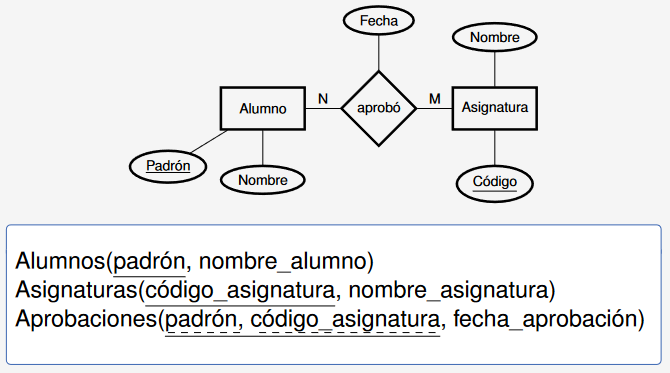 Fecha
Nombre
Alumno
N
aprobó
M
Asignatura
Padrón
Nombre
Código
Alumnos(padrón, nombre_alumno)
Asignaturas(código_asignatura, nombre_asignatura)
Aprobaciones(padrón, código_asignatura, fecha_aprobación)